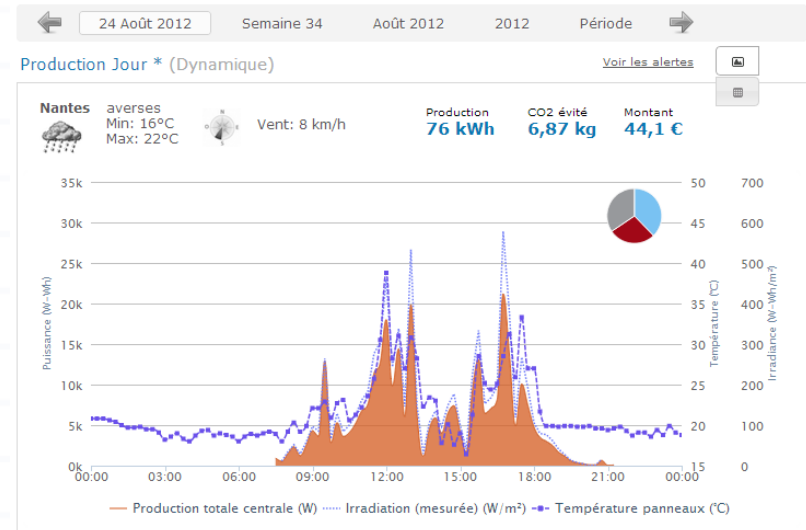 24 Août 2012 Semaine 34 Août 2012 2012 Période
Production Jour * (Dynamique) Voir les alertes
Nantes averses
Min: 16°C
Max: 22°C
Vent: 8 km/h
Production CO2 évité Montant
76 kWh 6,87 kg 44,1 €
35k 50 700
30k 45 600
25k 40 500
20k 35 400
15k 30 300
10k 25 200
5k 20 100
0k 15 0
Puissance (W-Wh)
Température (°C)
Irradiance (W-Wh/m²)
00:00 03:00 06:00 09:00 12:00 15:00 18:00 21:00 00:00
Production totale centrale (W) Irradiation (mesurée) (W/m²) Température panneaux (°C)